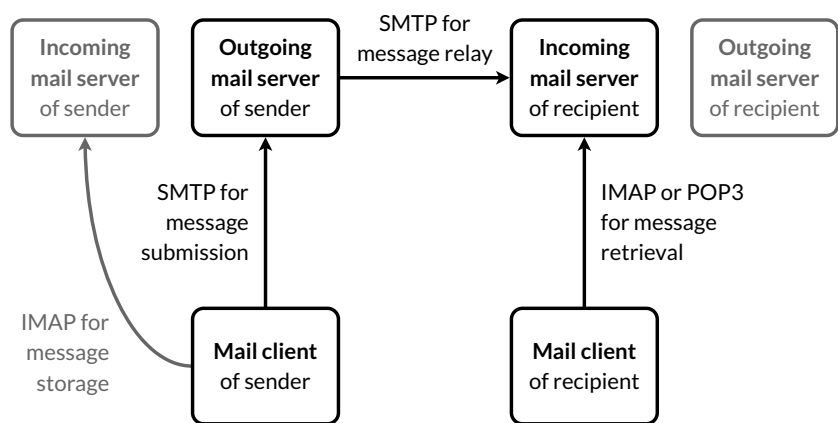 Incoming
mail server
of sender
Outgoing
mail server
of sender
SMTP for
message relay
Incoming
mail server
of recipient
Outgoing
mail server
of recipient
SMTP for
message
submission
IMAP or POP3
for message
retrieval
IMAP for
message
storage
Mail client
of sender
Mail client
of recipient